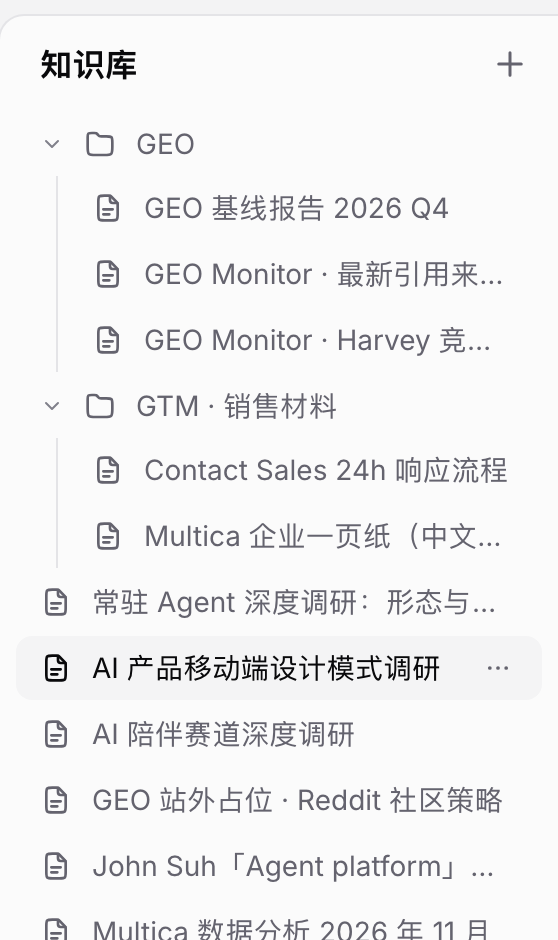 知识库
GEO
GEO 基线报告 2026 Q4
GEO Monitor · 最新引用来...
GEO Monitor · Harvey 竞...
GTM · 销售材料
Contact Sales 24h 响应流程
Multica 企业一页纸（中文...
常驻 Agent 深度调研：形态与...
AI 产品移动端设计模式调研
AI 陪伴赛道深度调研
GEO 站外占位 · Reddit 社区策略
John Suh「Agent platform」...
Multica 数据分析 2026 年 11 月